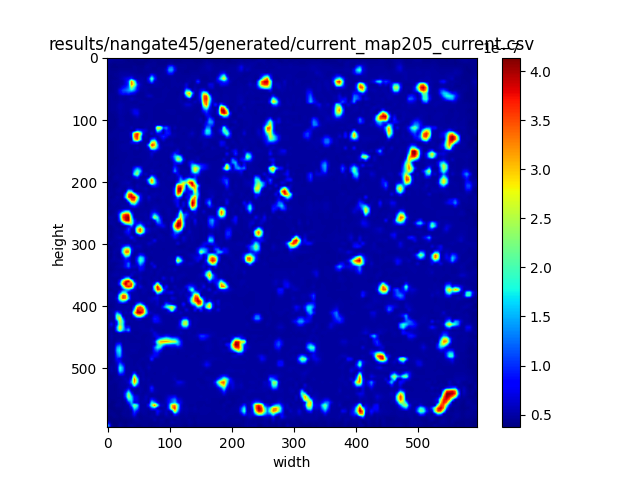 results/nangate45/generated/current_map205_current.csv
1e−7
0
100
200
300
400
500
height
0 100 200 300 400 500
width
4.0
3.5
3.0
2.5
2.0
1.5
1.0
0.5